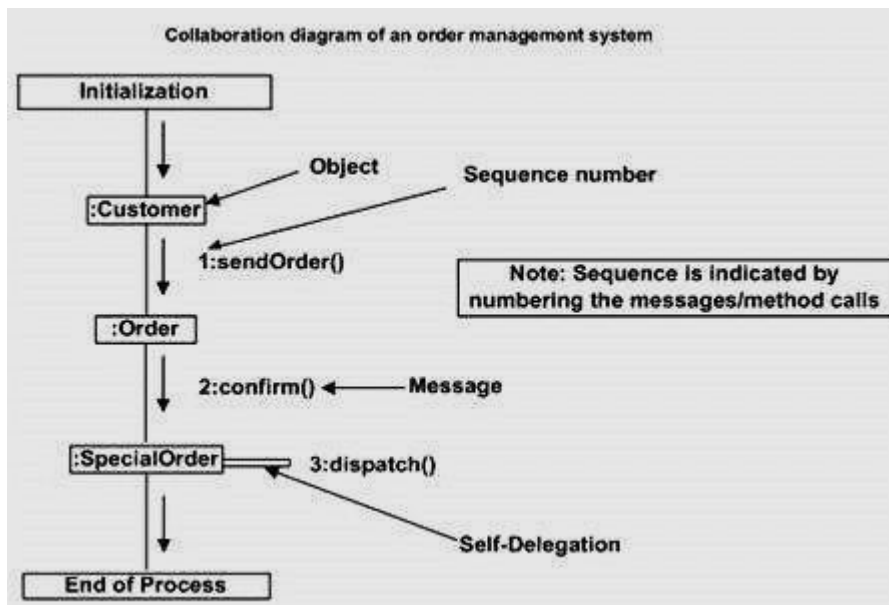 Collaboration diagram of an order management system
Initialization
Object
Sequence number
:Customer
1:sendOrder()
Note: Sequence is indicated by
numbering the messages/method calls
:Order
2:confirm()
Message
:SpecialOrder
3:dispatch()
Self-Delegation
End of Process